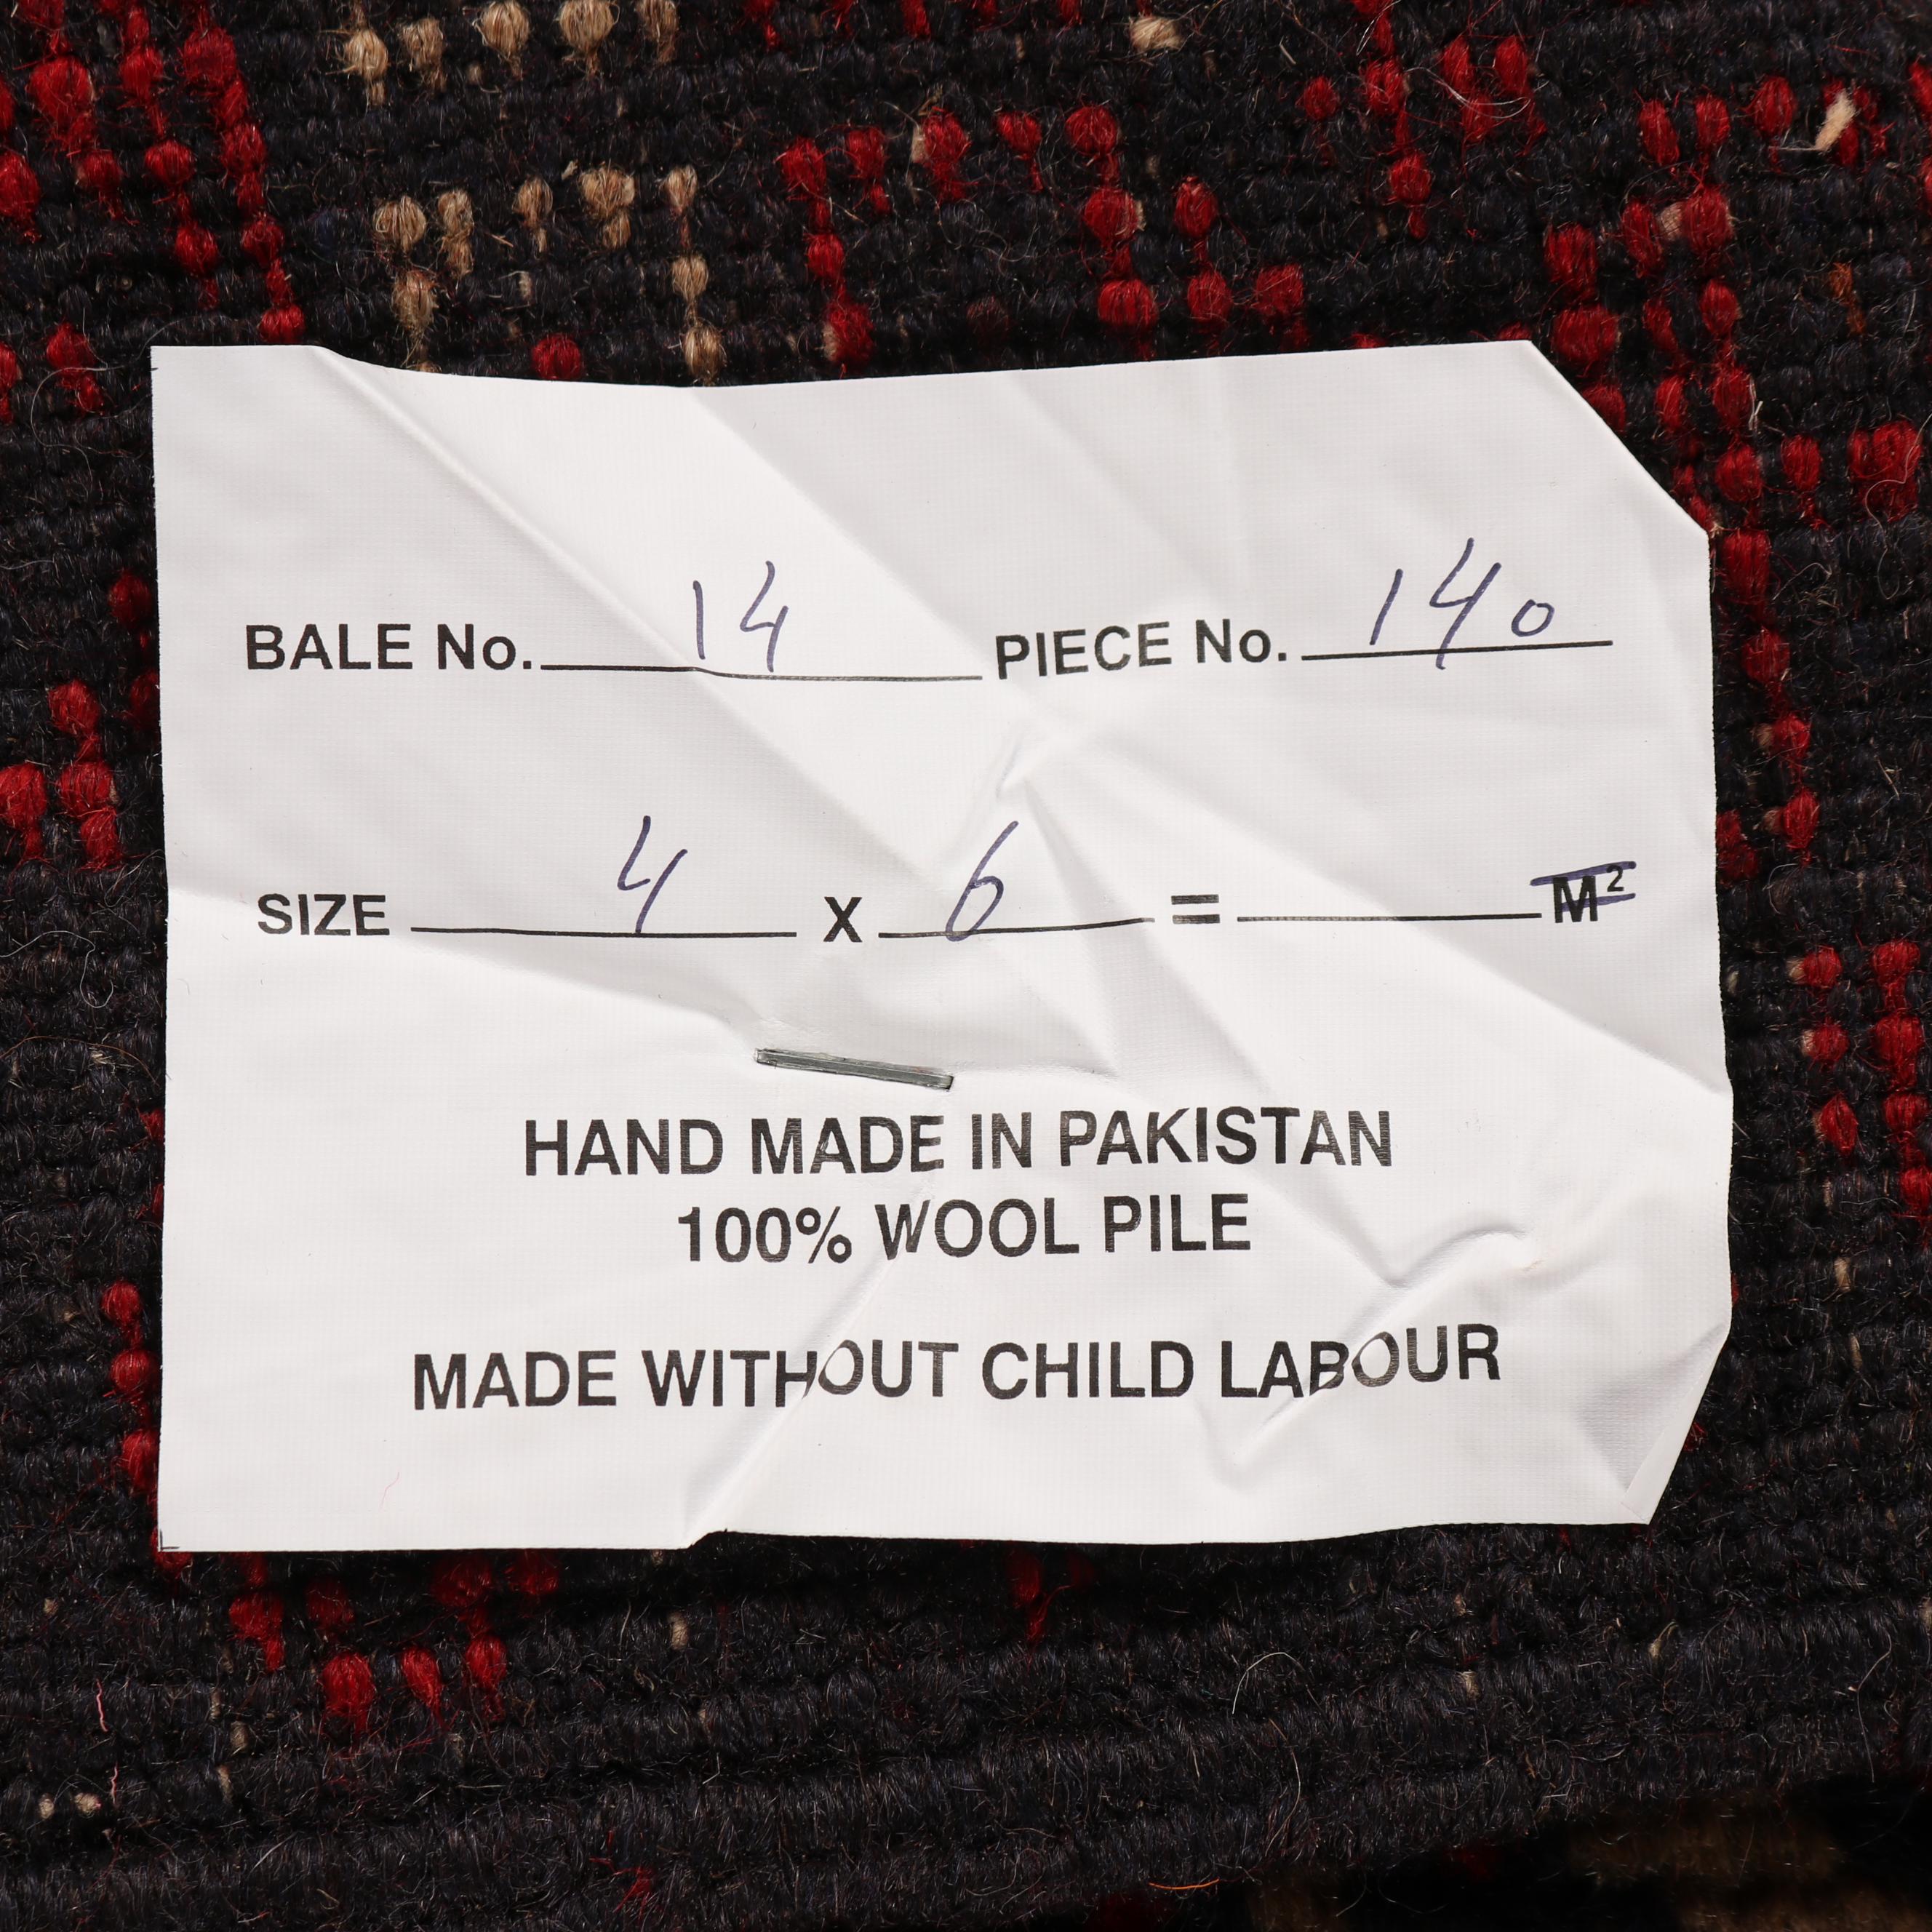 BALE No. 14 PIECE No. 140
SIZE 4 X 6 = M²
HAND MADE IN PAKISTAN
100% WOOL PILE
MADE WITHOUT CHILD LABOUR